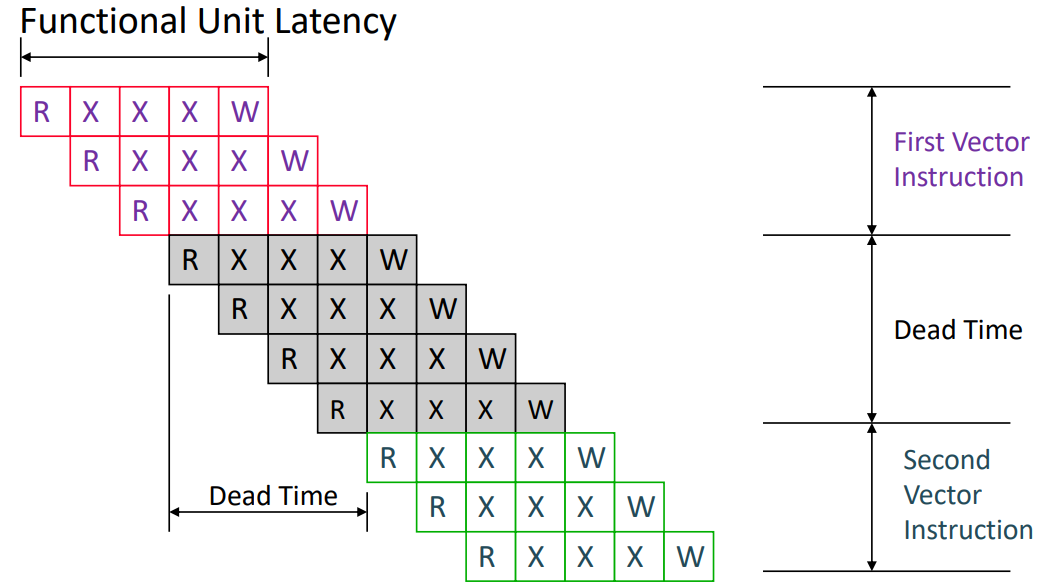 Functional Unit Latency
R X X X W
R X X X W
First Vector
Instruction
R X X X W
R X X X W
R X X X W
Dead Time
R X X X W
R X X X W
R X X X W
Second
Vector
Instruction
Dead Time
R X X X W
R X X X W